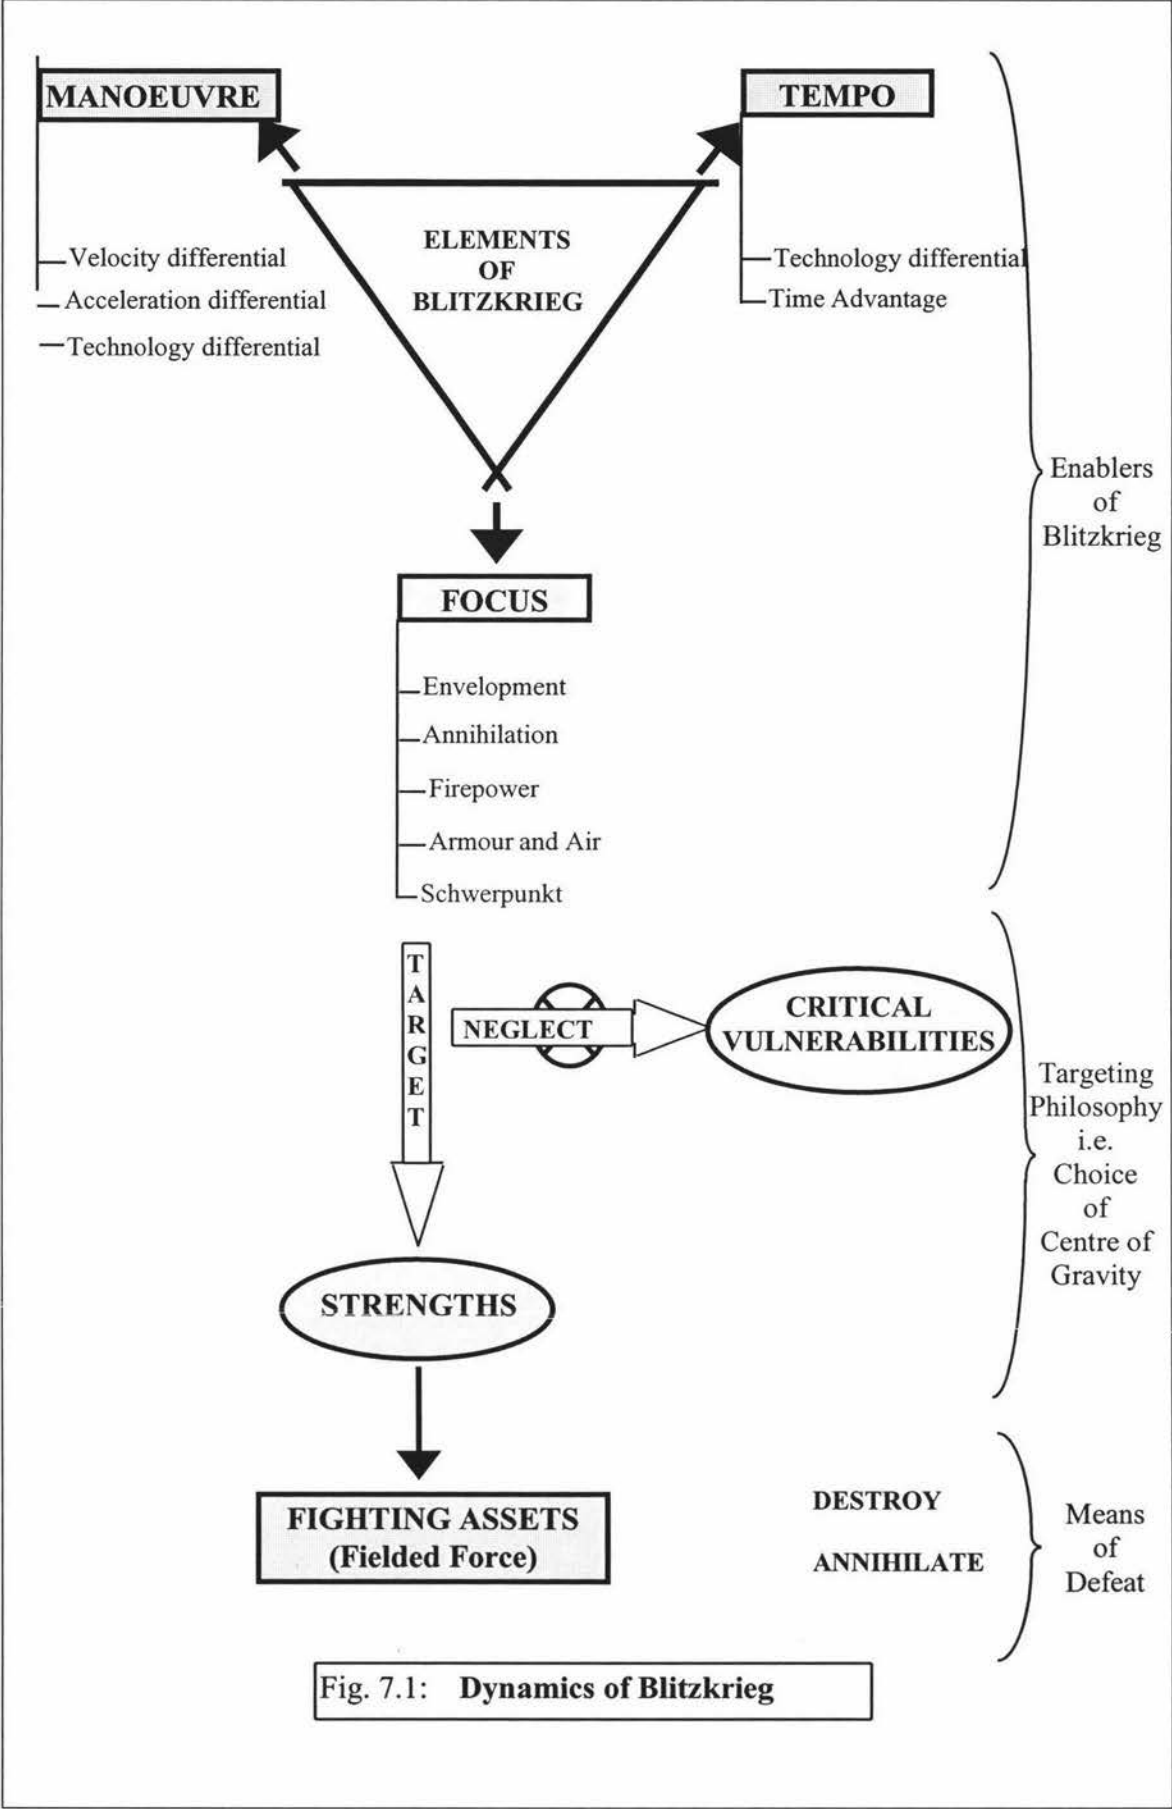 MANOEUVRE
TEMPO
ELEMENTS
OF
BLITZKRIEG
Velocity differential
Acceleration differential
Technology differential
Technology differential
Time Advantage
Enablers
of
Blitzkrieg
FOCUS
Envelopment
Annihilation
Firepower
Armour and Air
Schwerpunkt
TARGET
NEGLECT
CRITICAL
VULNERABILITIES
Targeting
Philosophy
i.e.
Choice
of
Centre of
Gravity
STRENGTHS
FIGHTING ASSETS
(Fielded Force)
DESTROY
ANNIHILATE
Means
of
Defeat
Fig. 7.1: Dynamics of Blitzkrieg